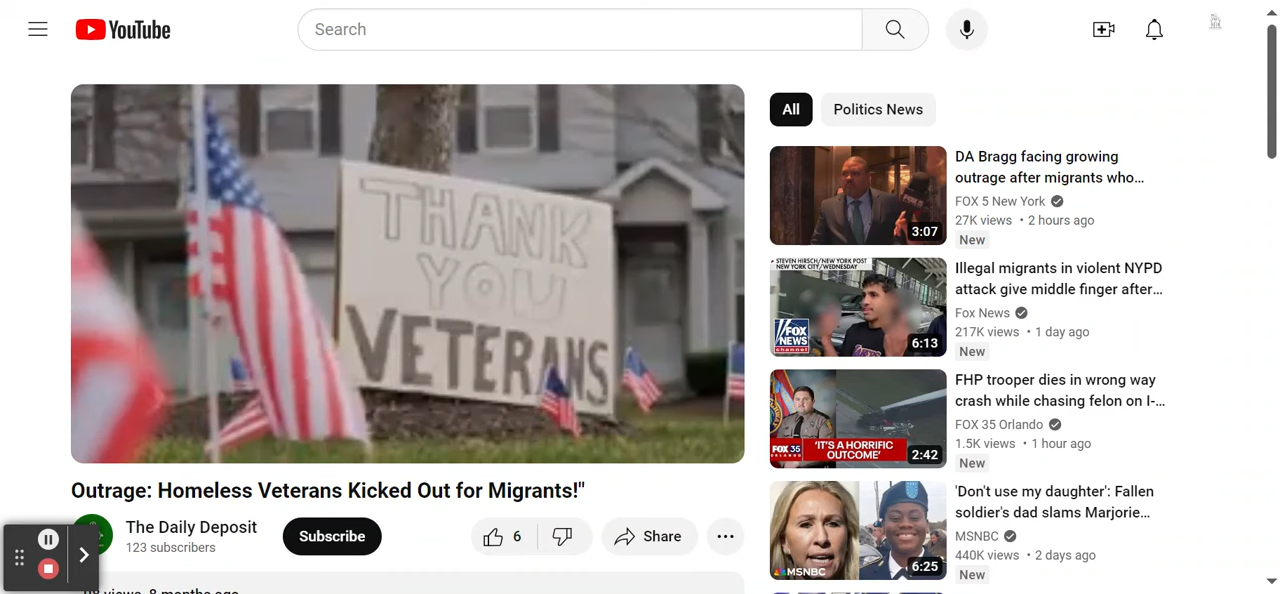 YouTube
Search
THANK
YOU
VETERANS
Outrage: Homeless Veterans Kicked Out for Migrants!"
The Daily Deposit
123 subscribers
Subscribe
6
Share
views 8 months ago
All
Politics News
3:07
DA Bragg facing growing
outrage after migrants who...
FOX 5 New York
27K views • 2 hours ago
New
STEVEN HIRSCH/NEW YORK POST
NEW YORK CITY/WEDNESDAY
FOX
NEWS
channel
6:13
Illegal migrants in violent NYPD
attack give middle finger after...
Fox News
217K views • 1 day ago
New
FOX 35
ORLANDO
'IT'S A HORRIFIC
OUTCOME'
2:42
FHP trooper dies in wrong way
crash while chasing felon on I-...
FOX 35 Orlando
1.5K views • 1 hour ago
New
MSNBC
6:25
'Don't use my daughter': Fallen
soldier's dad slams Marjorie...
MSNBC
440K views • 2 days ago
New